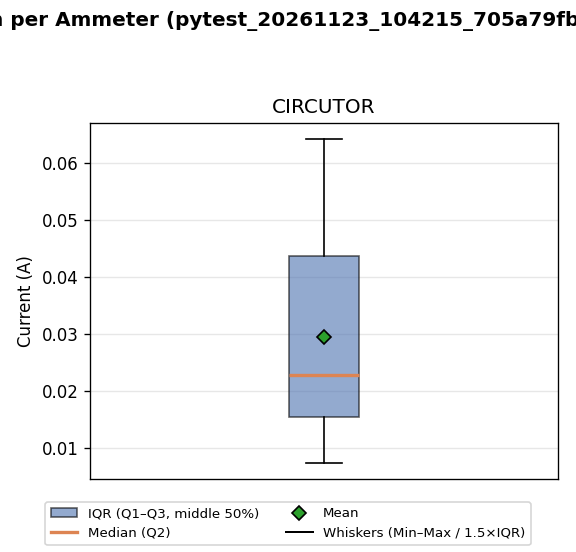 per Ammeter (pytest_20261123_104215_705a79fb
CIRCUTOR
0.06
0.05
0.04
0.03
0.02
0.01
Current (A)
IQR (Q1–Q3, middle 50%)
Mean
Median (Q2)
Whiskers (Min–Max / 1.5×IQR)